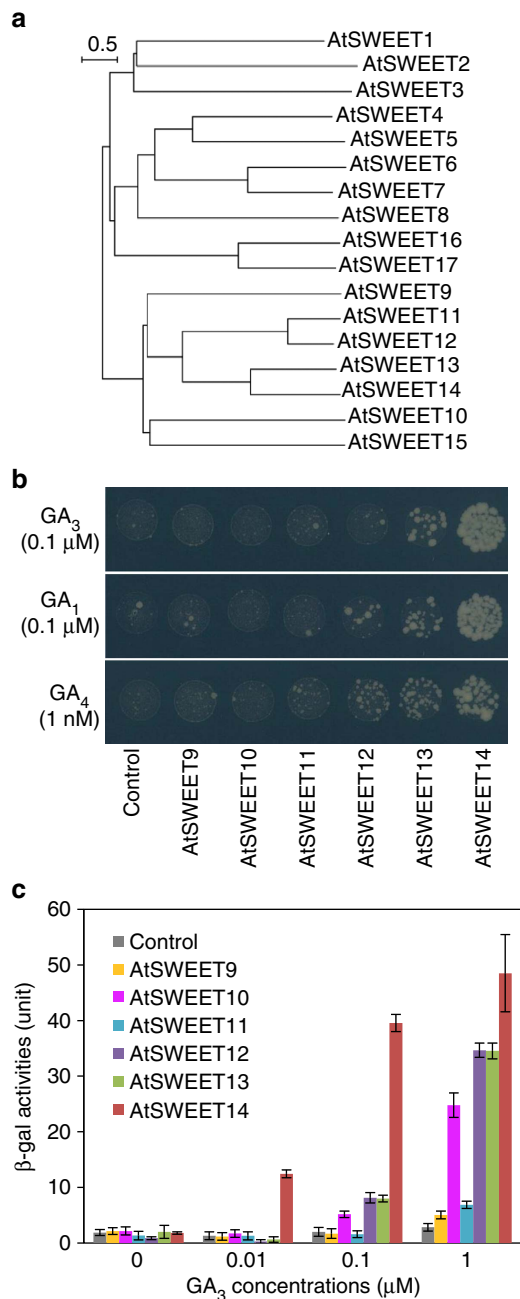 a
0.5
AtSWEET1
AtSWEET2
AtSWEET3
AtSWEET4
AtSWEET5
AtSWEET6
AtSWEET7
AtSWEET8
AtSWEET16
AtSWEET17
AtSWEET9
AtSWEET11
AtSWEET12
AtSWEET13
AtSWEET14
AtSWEET10
AtSWEET15
b
GA3
(0.1 μM)
GA1
(0.1 μM)
GA4
(1 nM)
Control
AtSWEET9
AtSWEET10
AtSWEET11
AtSWEET12
AtSWEET13
AtSWEET14
c
60
50
40
30
20
10
0
β-gal activities (unit)
Control
AtSWEET9
AtSWEET10
AtSWEET11
AtSWEET12
AtSWEET13
AtSWEET14
0
0.01
0.1
1
GA3 concentrations (μM)